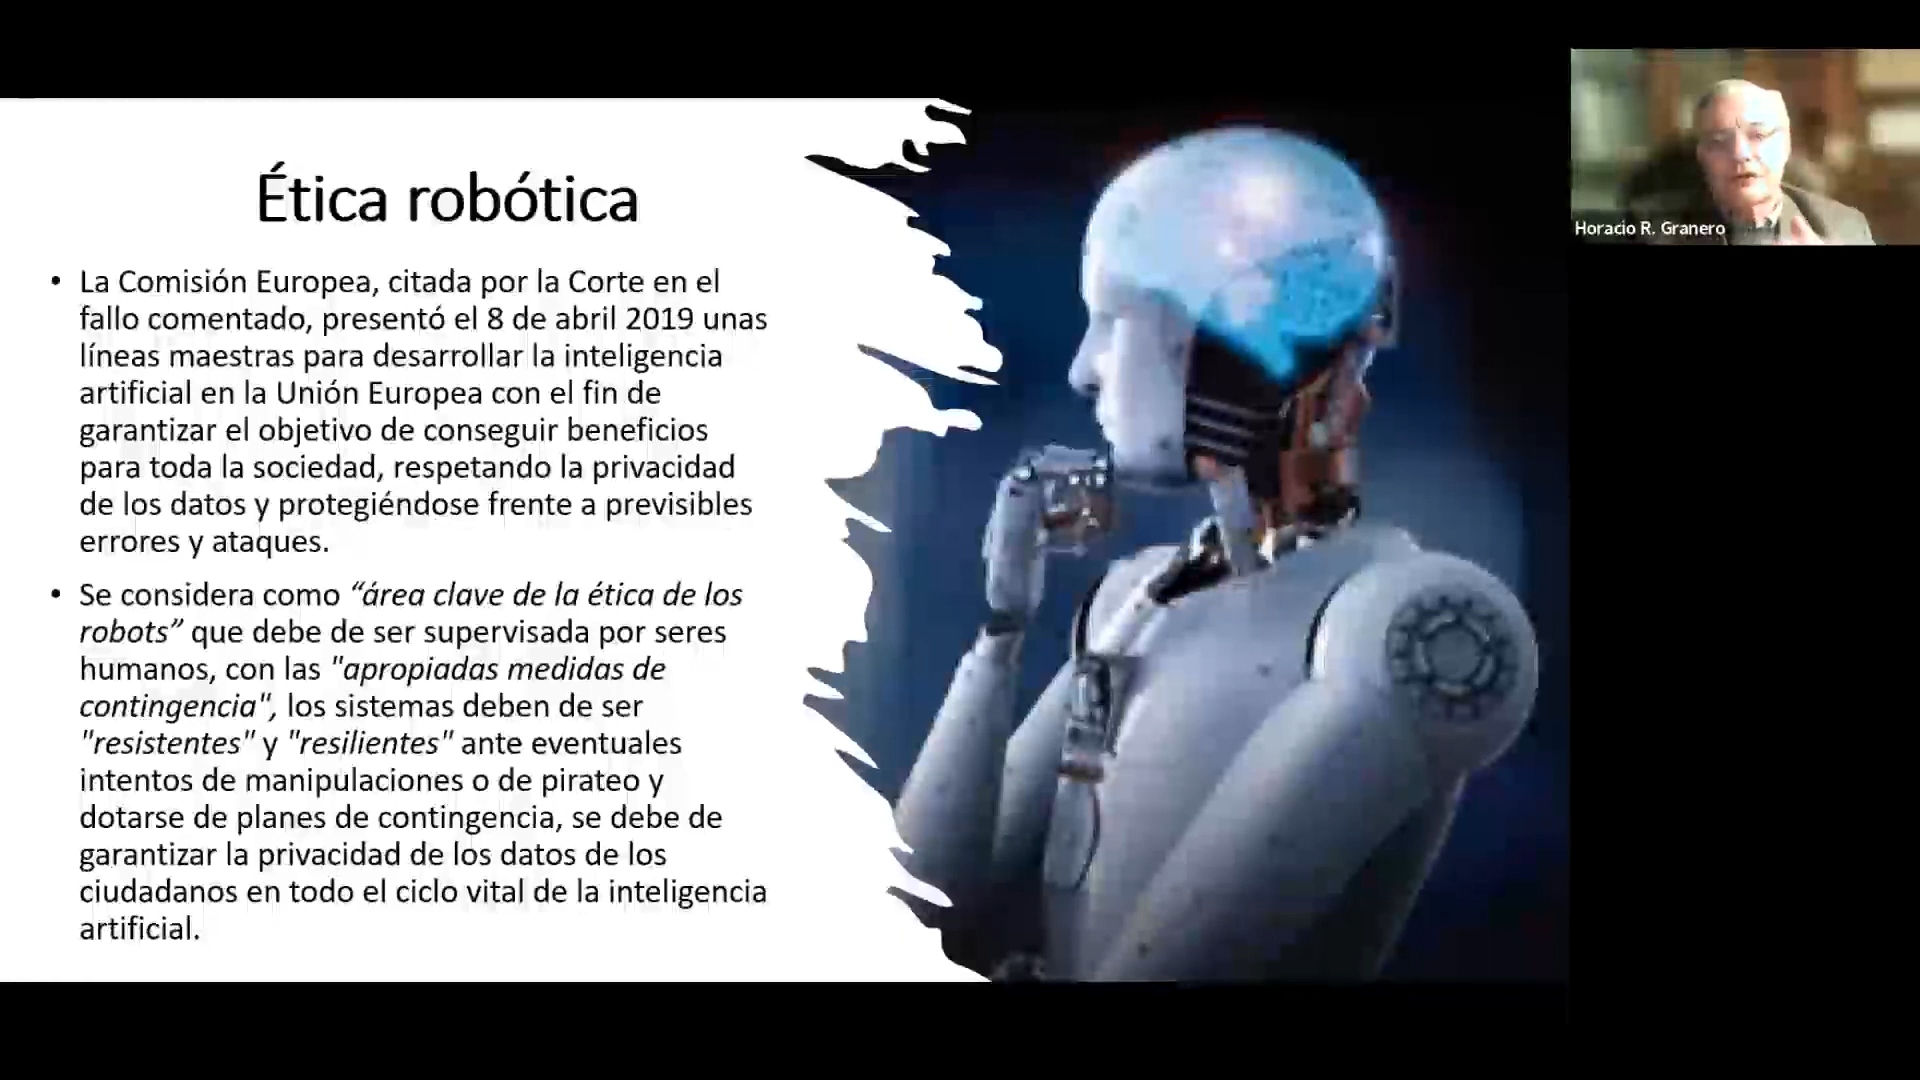 Ética robótica
• La Comisión Europea, citada por la Corte en el
fallo comentado, presentó el 8 de abril 2019 unas
líneas maestras para desarrollar la inteligencia
artificial en la Unión Europea con el fin de
garantizar el objetivo de conseguir beneficios
para toda la sociedad, respetando la privacidad
de los datos y protegiéndose frente a previsibles
errores y ataques.
• Se considera como “área clave de la ética de los
robots” que debe de ser supervisada por seres
humanos, con las "apropiadas medidas de
contingencia", los sistemas deben de ser
"resistentes" y "resilientes" ante eventuales
intentos de manipulaciones o de pirateo y
dotarse de planes de contingencia, se debe de
garantizar la privacidad de los datos de los
ciudadanos en todo el ciclo vital de la inteligencia
artificial.
Horacio R. Granero